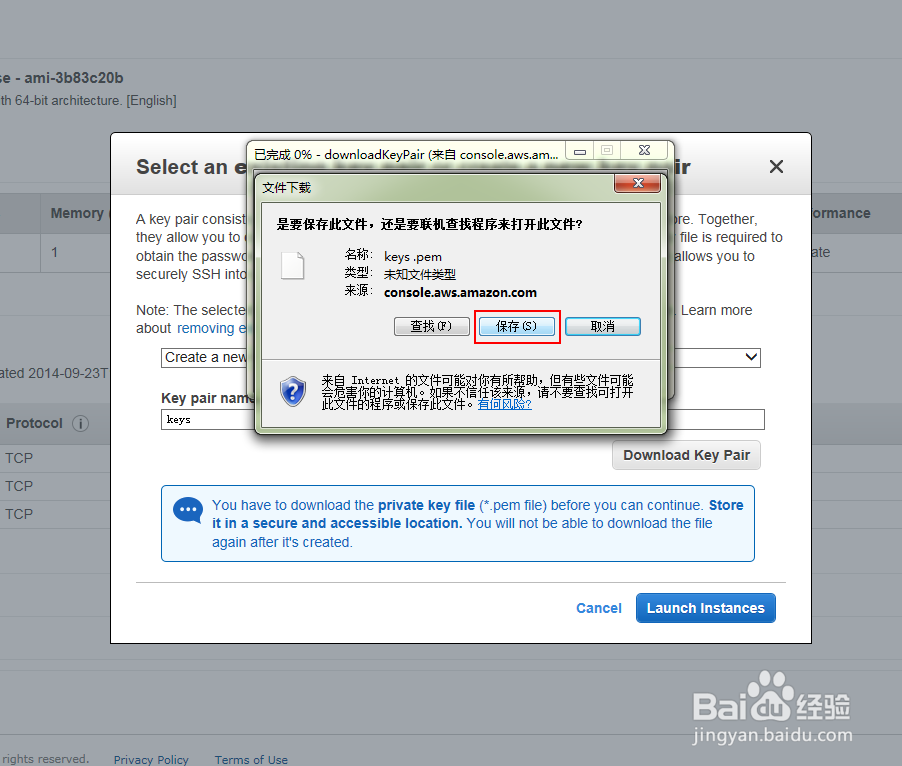 se - ami-3b83c20b
th 64-bit architecture. [English]
已完成 0% - downloadKeyPair (来自 console.aws.am...
Select an
pair
文件下载
Memory
formance
是要保存此文件，还是要联机查找程序来打开此文件?
A key pair consist
re. Together,
they allow you to
file is required to
名称: keys .pem
1
obtain the passwo
allows you to
ate
类型: 未知文件类型
securely SSH into
来源: console.aws.amazon.com
Note: The selecte
. Learn more
about removing e
查找(F) 保存(S) 取消
Create a new
ated 2014-09-23T
来自 Internet 的文件可能对你有所帮助，但有些文件可能
会危害你的计算机。如果不信任该来源，请不要查找可打开
此文件的程序或保存此文件。有何风险?
Key pair name
keys
Protocol i
Download Key Pair
TCP
TCP
TCP
You have to download the private key file (*.pem file) before you can continue. Store
it in a secure and accessible location. You will not be able to download the file
again after it's created.
Cancel Launch Instances
Baidu 经验
jingyan.baidu.com
rights reserved. Privacy Policy Terms of Use